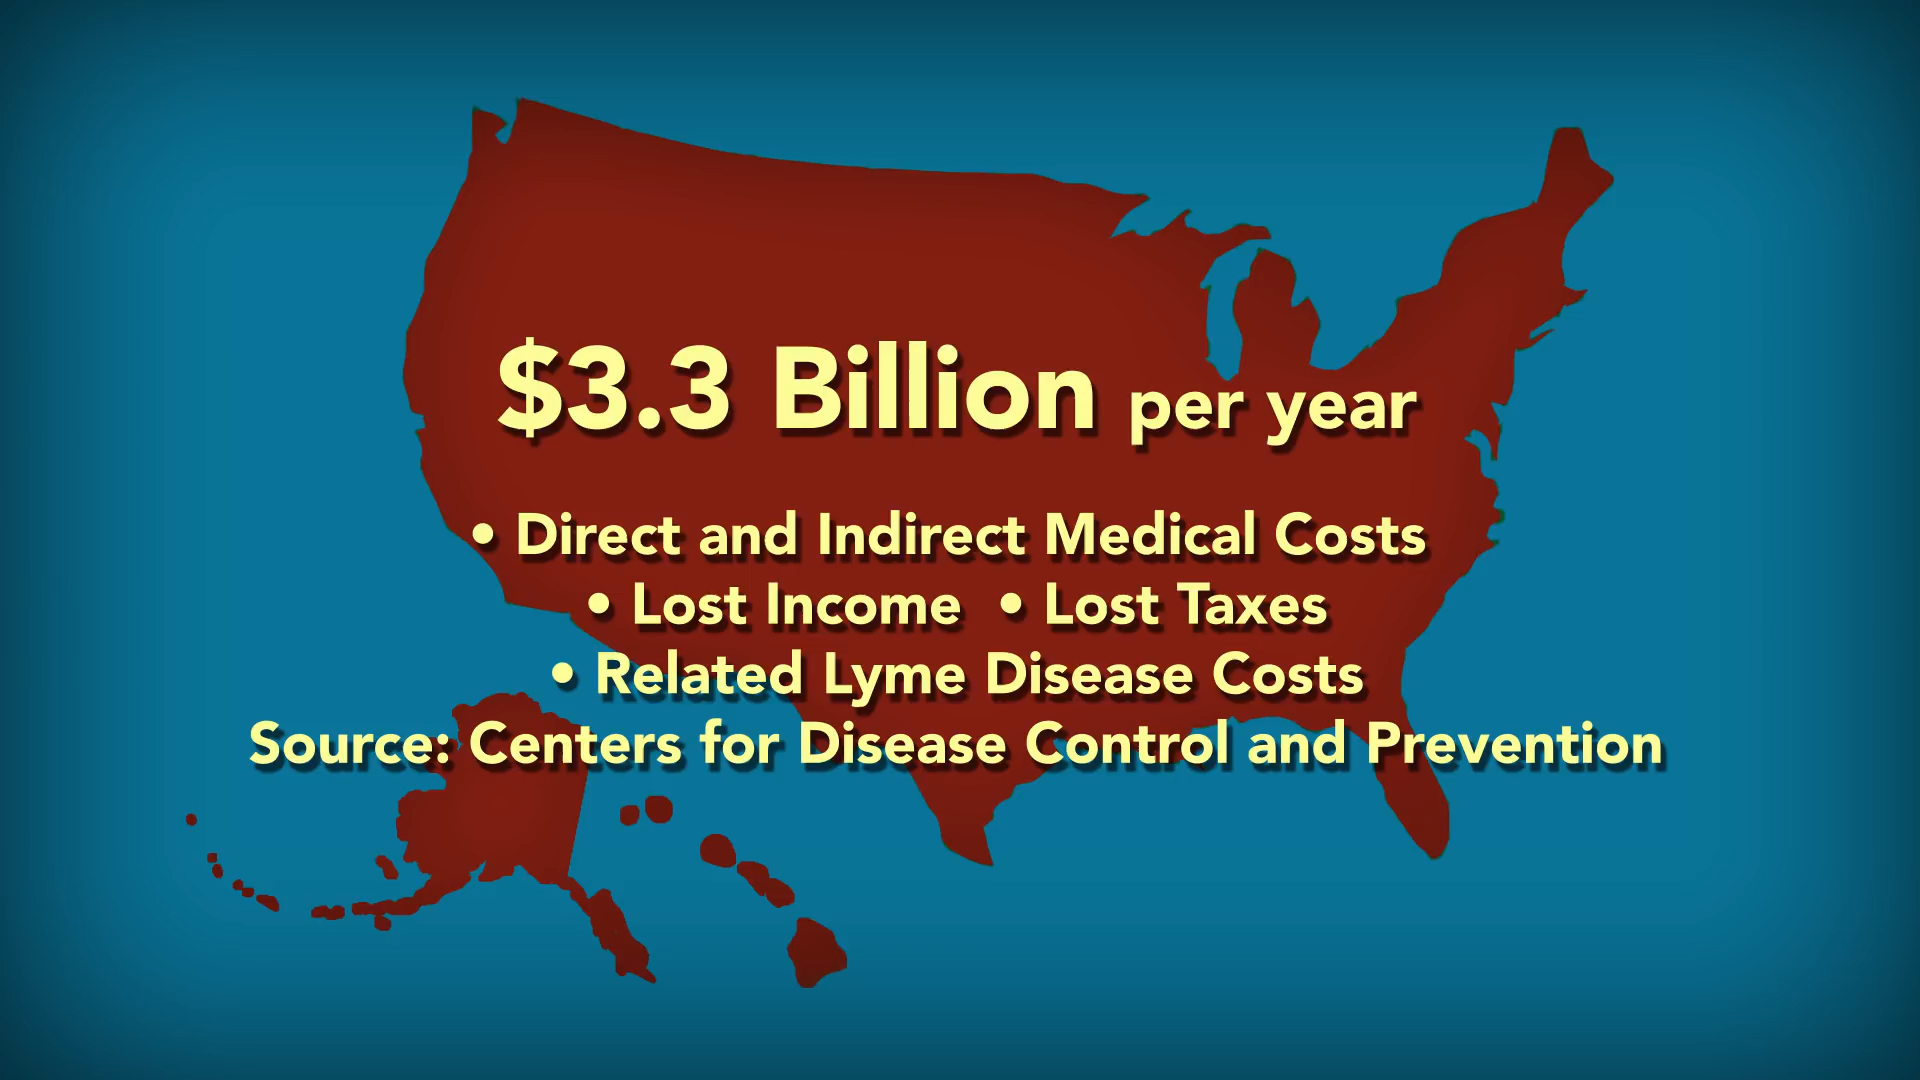 $3.3 Billion per year
• Direct and Indirect Medical Costs
• Lost Income • Lost Taxes
• Related Lyme Disease Costs
Source: Centers for Disease Control and Prevention